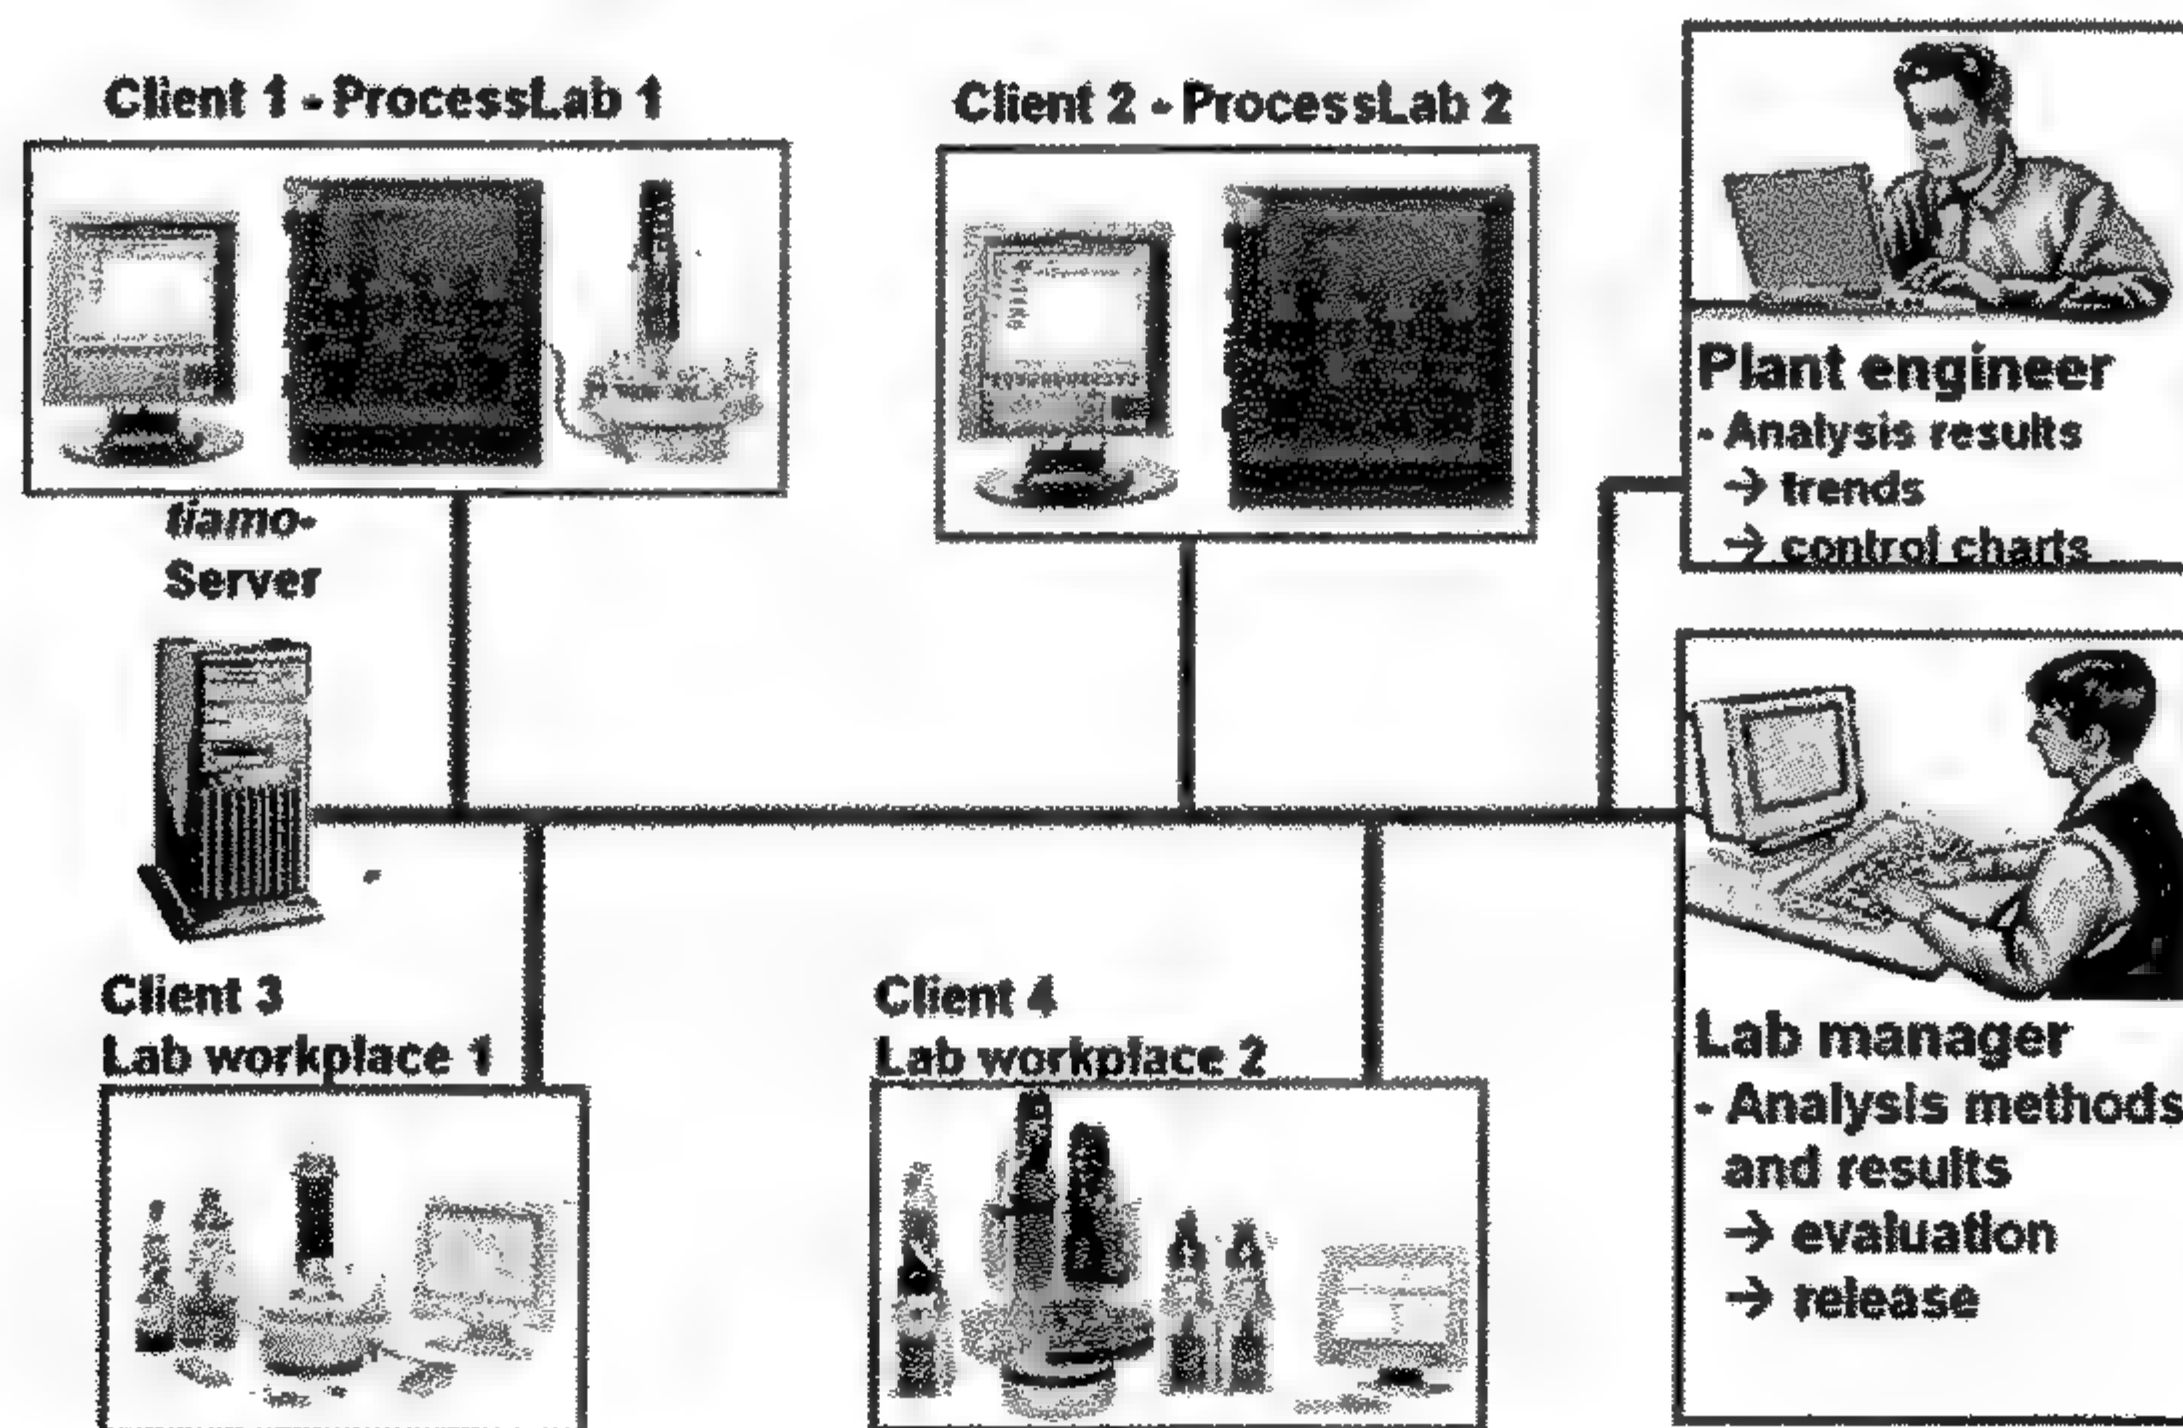 Client 1 - ProcessLab 1
Client 2 - ProcessLab 2
Plant engineer
- Analysis results
→ trends
→ control charts
tiamo-
Server
Client 3
Lab workplace 1
Client 4
Lab workplace 2
Lab manager
- Analysis methods
and results
→ evaluation
→ release